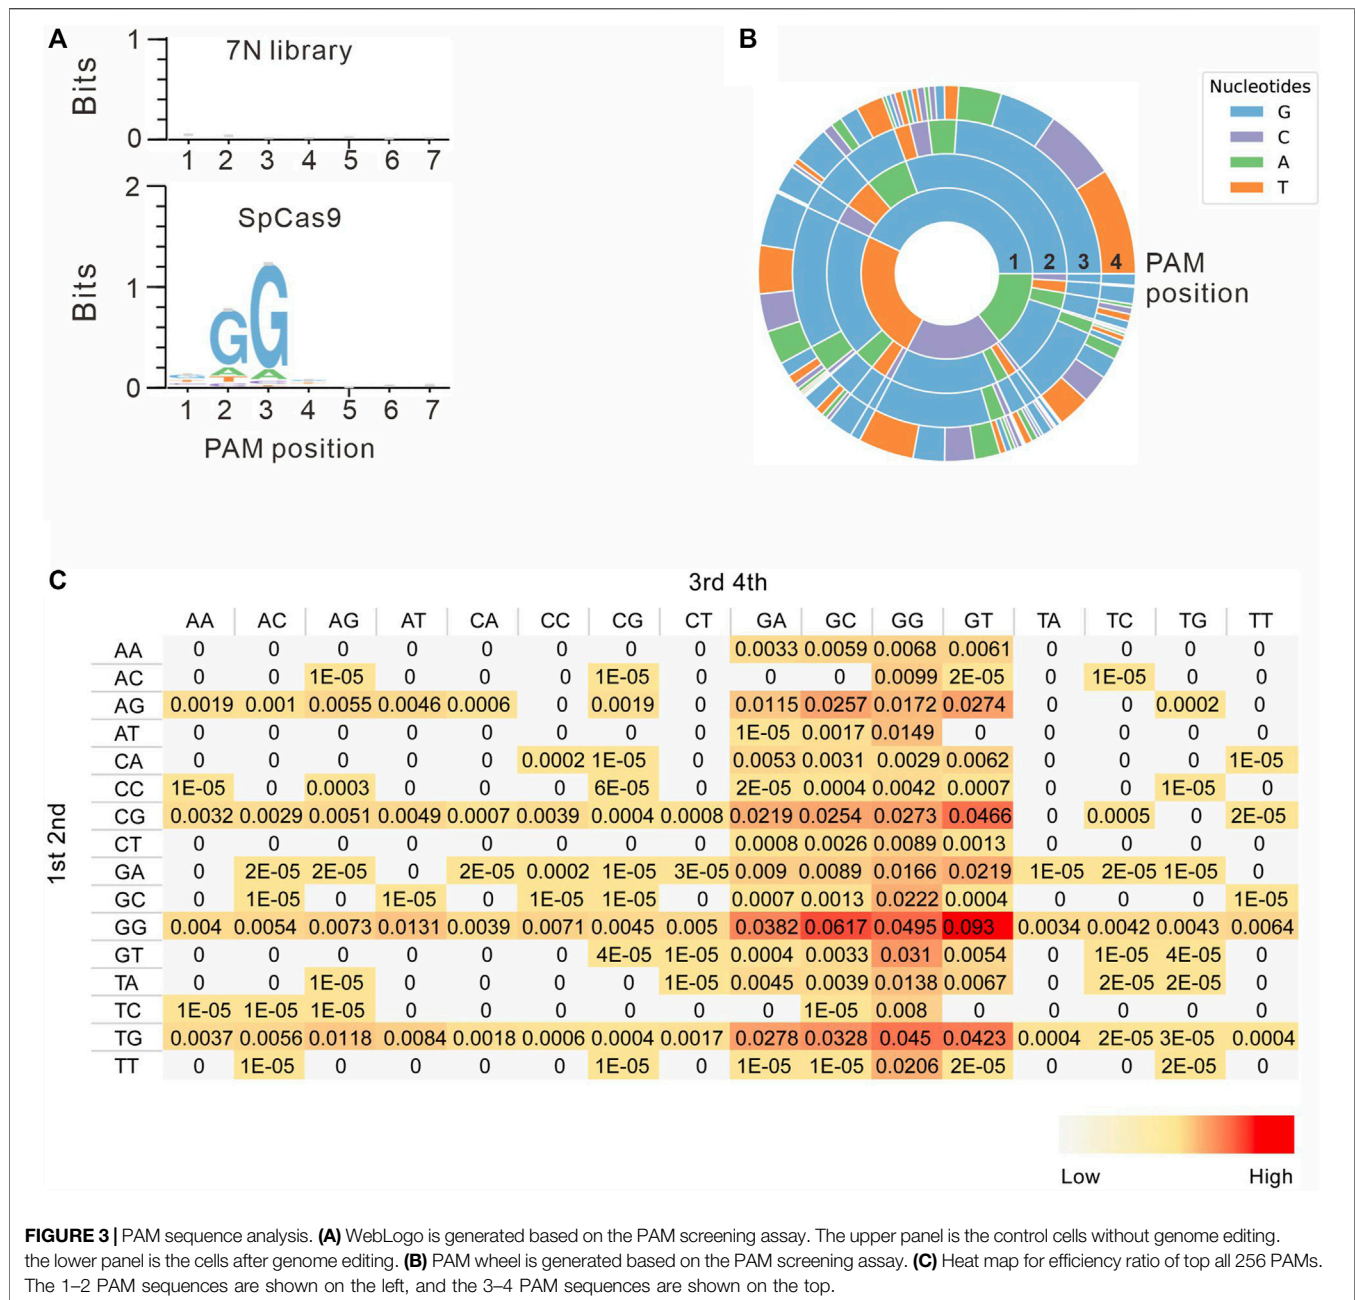 A
7N library
Bits
1
0
1 2 3 4 5 6 7
SpCas9
Bits
2
1
0
1 2 3 4 5 6 7
PAM position
B
Nucleotides
G
C
A
T
1 2 3 4
PAM
position
C
3rd 4th
1st 2nd
AA AC AG AT CA CC CG CT GA GC GG GT TA TC TG TT
AA 0 0 0 0 0 0 0 0 0.0033 0.0059 0.0068 0.0061 0 0 0 0
AC 0 0 1E-05 0 0 0 1E-05 0 0 0 0.0099 2E-05 0 1E-05 0 0
AG 0.0019 0.001 0.0055 0.0046 0.0006 0 0.0019 0 0.0115 0.0257 0.0172 0.0274 0 0 0.0002 0
AT 0 0 0 0 0 0 0 0 1E-05 0.0017 0.0149 0 0 0 0 0
CA 0 0 0 0 0 0.0002 1E-05 0 0.0053 0.0031 0.0029 0.0062 0 0 0 1E-05
CC 1E-05 0 0.0003 0 0 0 6E-05 0 2E-05 0.0004 0.0042 0.0007 0 0 1E-05 0
CG 0.0032 0.0029 0.0051 0.0049 0.0007 0.0039 0.0004 0.0008 0.0219 0.0254 0.0273 0.0466 0 0.0005 0 2E-05
CT 0 0 0 0 0 0 0 0 0.0008 0.0026 0.0089 0.0013 0 0 0 0
GA 0 2E-05 2E-05 0 2E-05 0.0002 1E-05 3E-05 0.009 0.0089 0.0166 0.0219 1E-05 2E-05 1E-05 0
GC 0 1E-05 0 1E-05 0 1E-05 1E-05 0 0.0007 0.0013 0.0222 0.0004 0 0 0 1E-05
GG 0.004 0.0054 0.0073 0.0131 0.0039 0.0071 0.0045 0.005 0.0382 0.0617 0.0495 0.093 0.0034 0.0042 0.0043 0.0064
GT 0 0 0 0 0 0 4E-05 1E-05 0.0004 0.0033 0.031 0.0054 0 1E-05 4E-05 0
TA 0 0 1E-05 0 0 0 0 1E-05 0.0045 0.0039 0.0138 0.0067 0 2E-05 2E-05 0
TC 1E-05 1E-05 1E-05 0 0 0 0 0 0 1E-05 0.008 0 0 0 0 0
TG 0.0037 0.0056 0.0118 0.0084 0.0018 0.0006 0.0004 0.0017 0.0278 0.0328 0.045 0.0423 0.0004 2E-05 3E-05 0.0004
TT 0 1E-05 0 0 0 0 1E-05 0 1E-05 1E-05 0.0206 2E-05 0 0 2E-05 0
Low High
FIGURE 3 | PAM sequence analysis. (A) WebLogo is generated based on the PAM screening assay. The upper panel is the control cells without genome editing.
the lower panel is the cells after genome editing. (B) PAM wheel is generated based on the PAM screening assay. (C) Heat map for efficiency ratio of top all 256 PAMs.
The 1–2 PAM sequences are shown on the left, and the 3–4 PAM sequences are shown on the top.